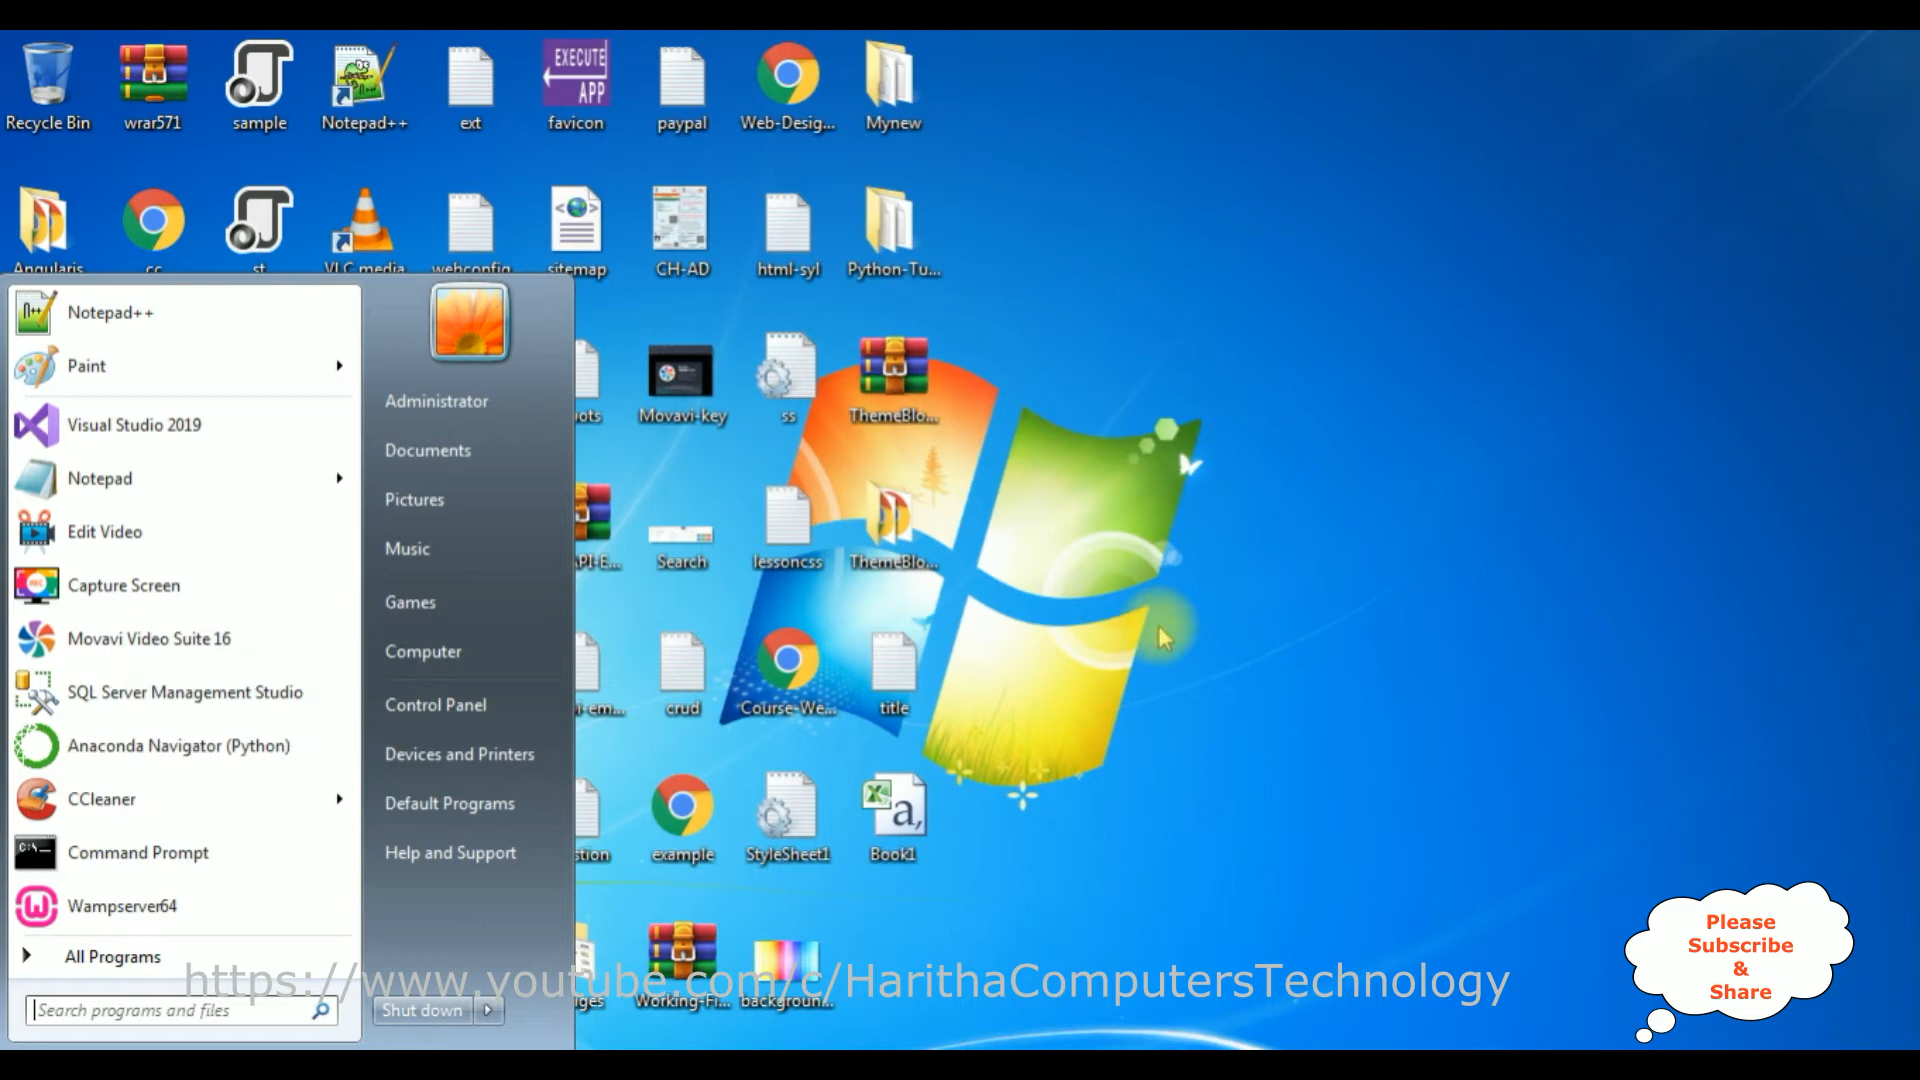 Recycle Bin
wrar571
sample
Notepad++
ext
EXECUTE
APP
favicon
paypal
Web-Desig...
Mynew
Angularis
cc
st
VLC media
webconfig
sitemap
CH-AD
html-syl
Python-Tu...
Notepad++
Paint
Visual Studio 2019
Notepad
Edit Video
Capture Screen
Movavi Video Suite 16
SQL Server Management Studio
Anaconda Navigator (Python)
CCleaner
Command Prompt
Wampserver64
All Programs
Search programs and files
Administrator
Documents
Pictures
Music
Games
Computer
Control Panel
Devices and Printers
Default Programs
Help and Support
Shut down
Movavi-key
ss
ThemeBlo...
Search
lessoncss
ThemeBlo...
crud
Course-We...
title
example
StyleSheet1
Book1
Working-Fi...
backgroun...
https://www.youtube.com/c/HarithaComputersTechnology
Please
Subscribe
&
Share